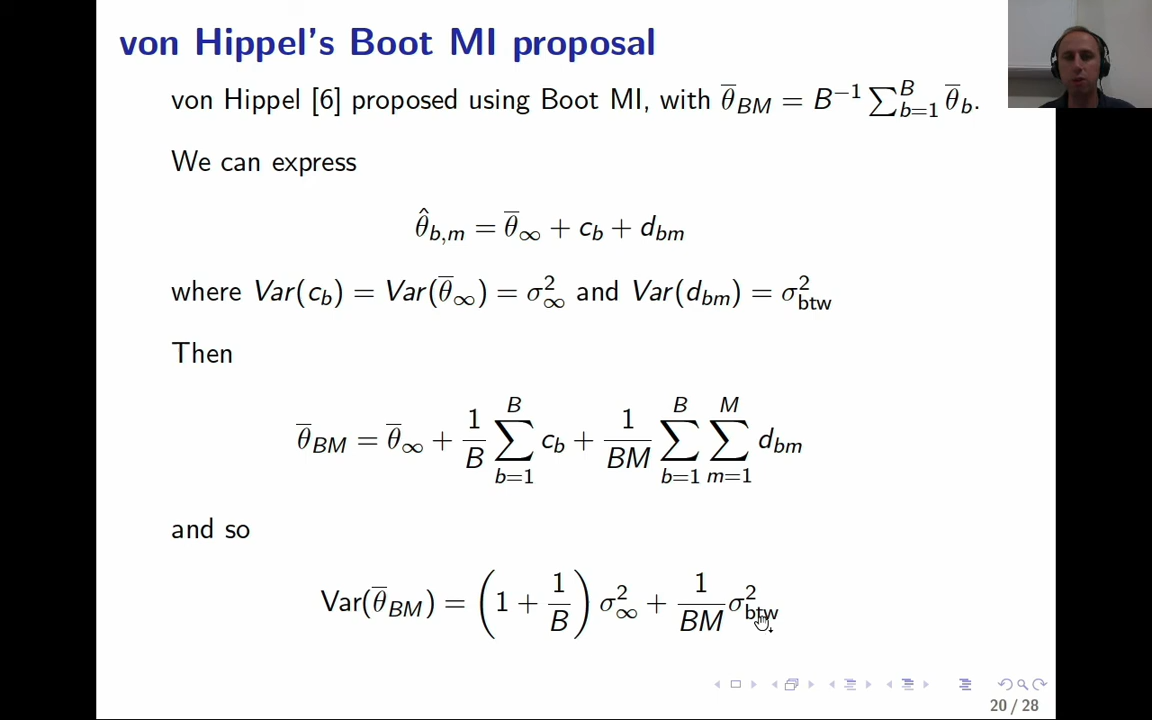 von Hippel's Boot MI proposal
von Hippel [6] proposed using Boot MI, with θ̅_BM = B⁻¹ ∑_{b=1}^{B} θ̅_b.
We can express
θ̂_{b,m} = θ̅_∞ + c_b + d_bm
where Var(c_b) = Var(θ̅_∞) = σ²_∞ and Var(d_bm) = σ²_btw
Then
θ̅_BM = θ̅_∞ + 1/B ∑_{b=1}^{B} c_b + 1/BM ∑_{b=1}^{B} ∑_{m=1}^{M} d_bm
and so
Var(θ̅_BM) = (1 + 1/B) σ²_∞ + 1/BM σ²_btw
20 / 28